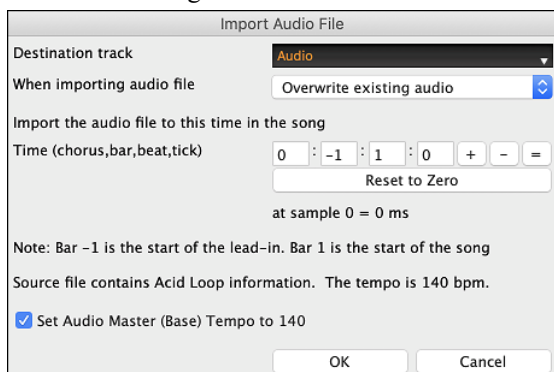 Import Audio File
Destination track Audio
When importing audio file Overwrite existing audio
Import the audio file to this time in the song
Time (chorus,bar,beat,tick) 0 : -1 : 1 : 0 + - =
Reset to Zero
at sample 0 = 0 ms
Note: Bar -1 is the start of the lead-in. Bar 1 is the start of the song
Source file contains Acid Loop information. The tempo is 140 bpm.
Set Audio Master (Base) Tempo to 140
OK Cancel